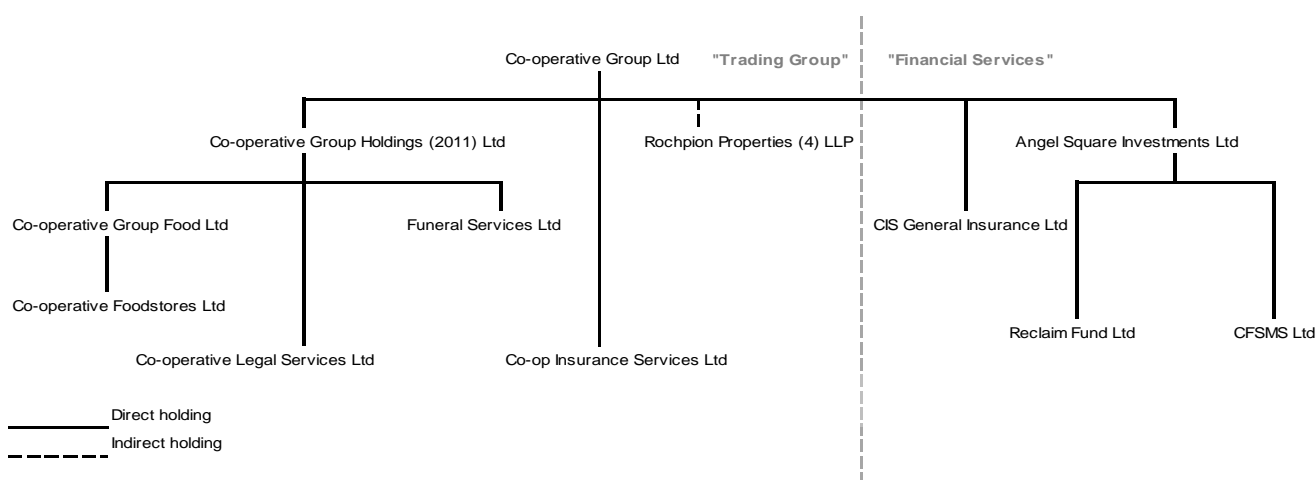 Co-operative Group Ltd
"Trading Group"
"Financial Services"
Co-operative Group Holdings (2011) Ltd
Rochpion Properties (4) LLP
Angel Square Investments Ltd
Co-operative Group Food Ltd
Funeral Services Ltd
CIS General Insurance Ltd
Co-operative Foodstores Ltd
Reclaim Fund Ltd
CFSMS Ltd
Co-operative Legal Services Ltd
Co-op Insurance Services Ltd
Direct holding
Indirect holding